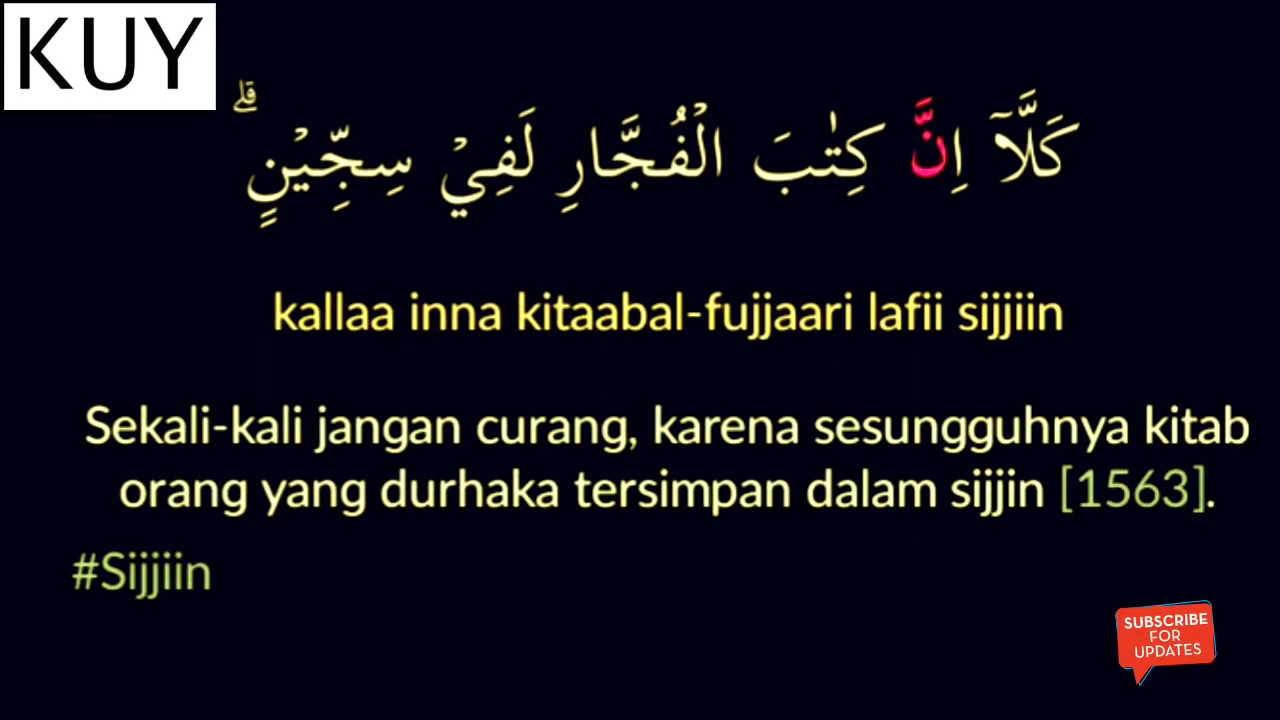 KUY
كَلَّآ اِنَّ كِتٰبَ الْفُجَّارِ لَفِيْ سِجِّيْنٍۗ
kallaa inna kitaabal-fujjaari lafii sijjiin
Sekali-kali jangan curang, karena sesungguhnya kitab
orang yang durhaka tersimpan dalam sijjin [1563].
#Sijjiin
SUBSCRIBE
FOR
UPDATES